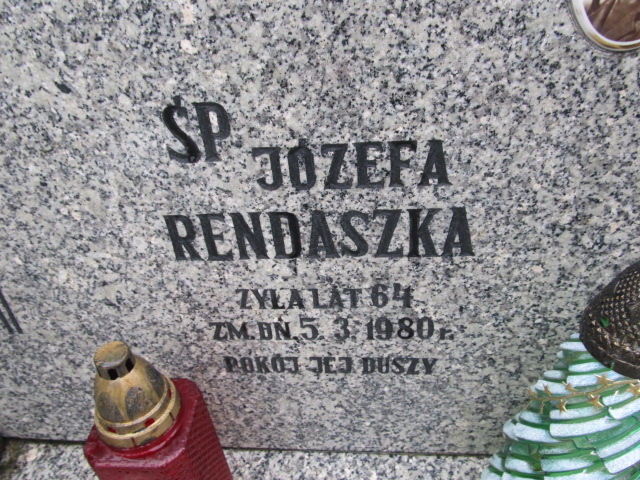 ŚP JÓZEFA
RENDASZKA
ŻYŁA LAT 64
ZM. DN. 5. 3. 1980 r.
POKÓJ JEJ DUSZY